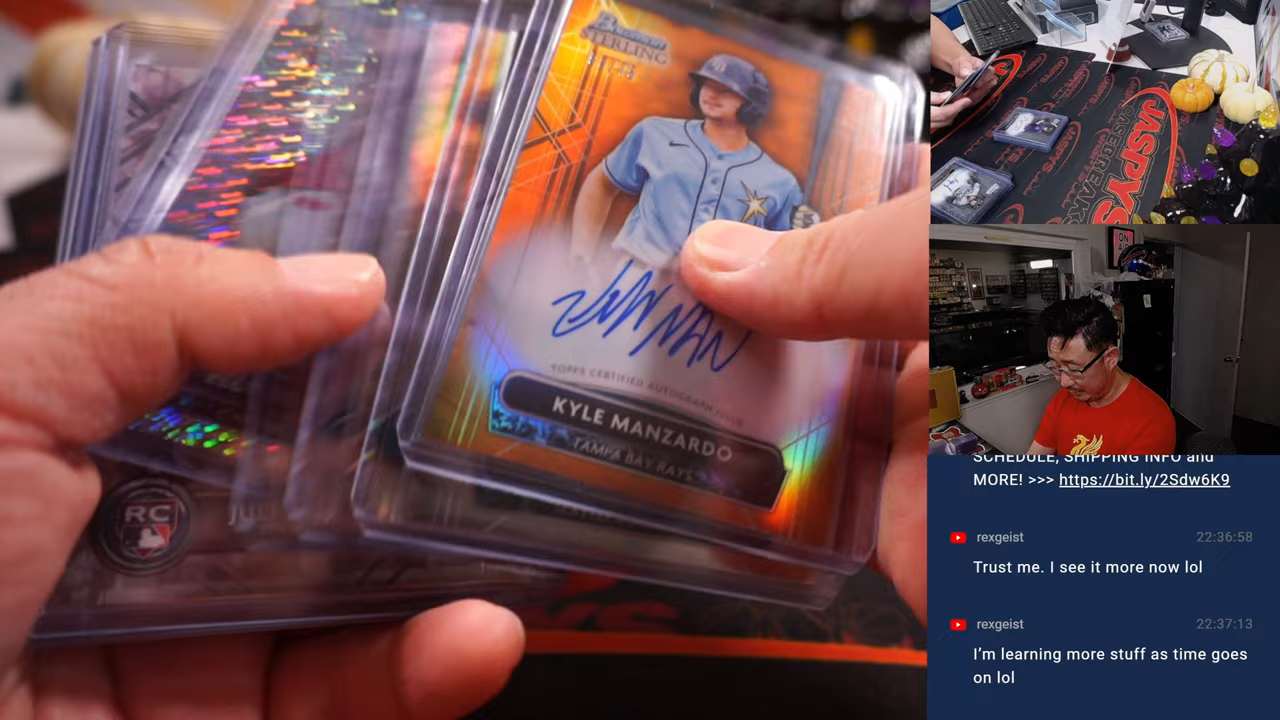 BOWMAN
STERLING
TOPPS CERTIFIED AUTOGRAPH ISSUE
KYLE MANZARDO
TAMPA BAY RAYS
RC
JASPYS
CASEBREAKS
ON
SCHEDULE, SHIPPING INFO and
MORE! >>> https://bit.ly/2Sdw6K9
rexgeist 22:36:58
Trust me. I see it more now lol
rexgeist 22:37:13
I'm learning more stuff as time goes
on lol